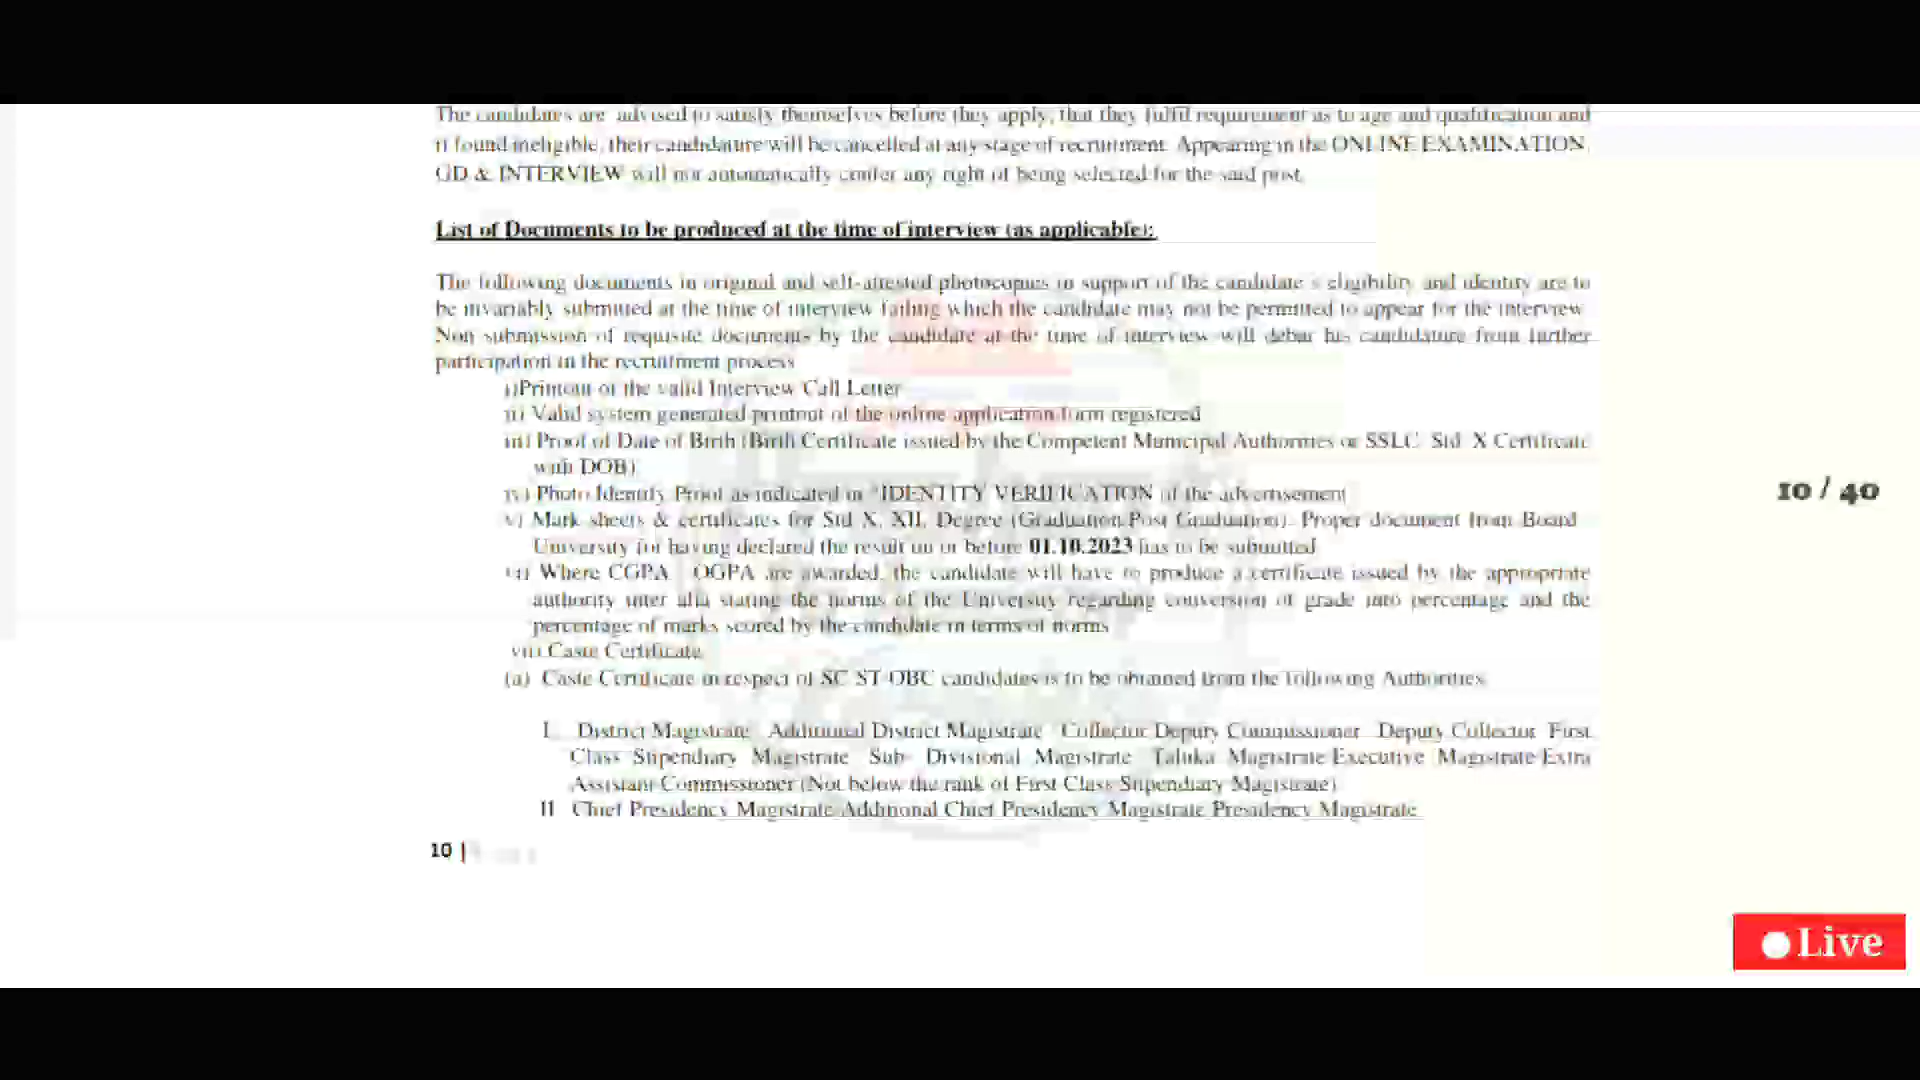 The candidates are advised to satisfy themselves before they apply, that they fulfil requirement as to age and qualification and
if found ineligible, their candidature will be cancelled at any stage of recruitment. Appearing in the ONLINE EXAMINATION
GD & INTERVIEW will not automatically confer any right of being selected for the said post.
List of Documents to be produced at the time of interview (as applicable):
The following documents in original and self-attested photocopies in support of the candidate's eligibility and identity are to
be invariably submitted at the time of interview failing which the candidate may not be permitted to appear for the interview.
Non submission of requisite documents by the candidate at the time of interview will debar his candidature from further
participation in the recruitment process
i)Printout of the valid Interview Call Letter
ii) Valid system generated printout of the online application form registered
iii) Proof of Date of Birth (Birth Certificate issued by the Competent Municipal Authorities or SSLC Std. X Certificate
with DOB)
iv) Photo Identify Proof as indicated in "IDENTITY VERIFICATION of the advertisement
v) Mark sheets & certificates for Std X, XII, Degree (Graduation/Post Graduation). Proper document from Board
University for having declared the result on or before 01.10.2023 has to be submitted
vi) Where CGPA OGPA are awarded, the candidate will have to produce a certificate issued by the appropriate
authority inter alia stating the norms of the University regarding conversion of grade into percentage and the
percentage of marks scored by the candidate in terms of norms
vii) Caste Certificate
(a) Caste Certificate in respect of SC ST OBC candidates is to be obtained from the following Authorities
I. District Magistrate Additional District Magistrate Collector Deputy Commissioner Deputy Collector First
Class Stipendiary Magistrate Sub- Divisional Magistrate Taluka Magistrate Executive Magistrate Extra
Assistant Commissioner (Not below the rank of First Class Stipendiary Magistrate)
II Chief Presidency Magistrate Additional Chief Presidency Magistrate Presidency Magistrate
10 |
10 / 40
Live